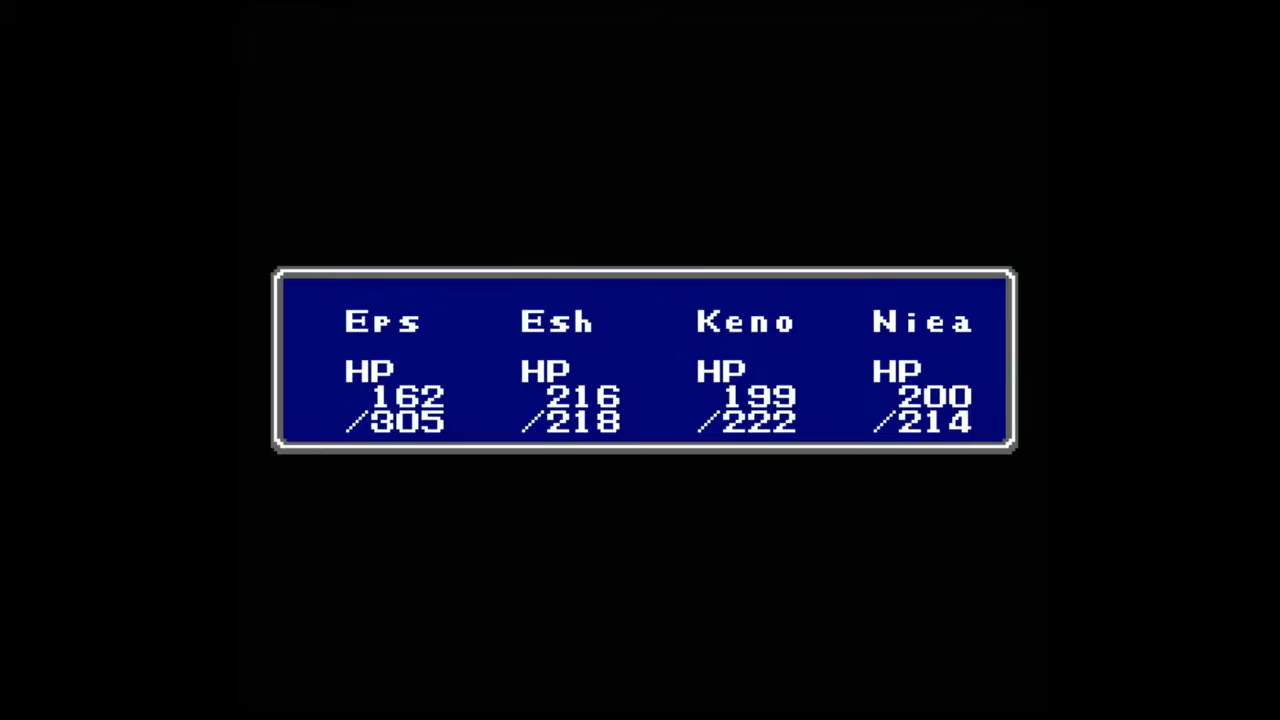 Eps Esh Keno Niea
HP HP HP HP
162 216 199 200
/305 /218 /222 /214